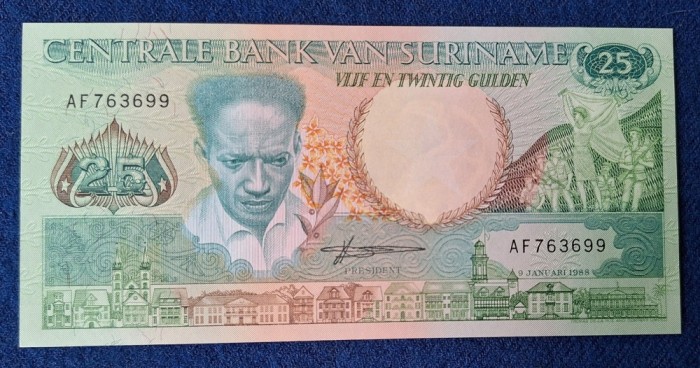 CENTRALE BANK VAN SURINAME
25
VIJF EN TWINTIG GULDEN
AF763699
25
AF763699
PRESIDENT
9 JANUARI 1988